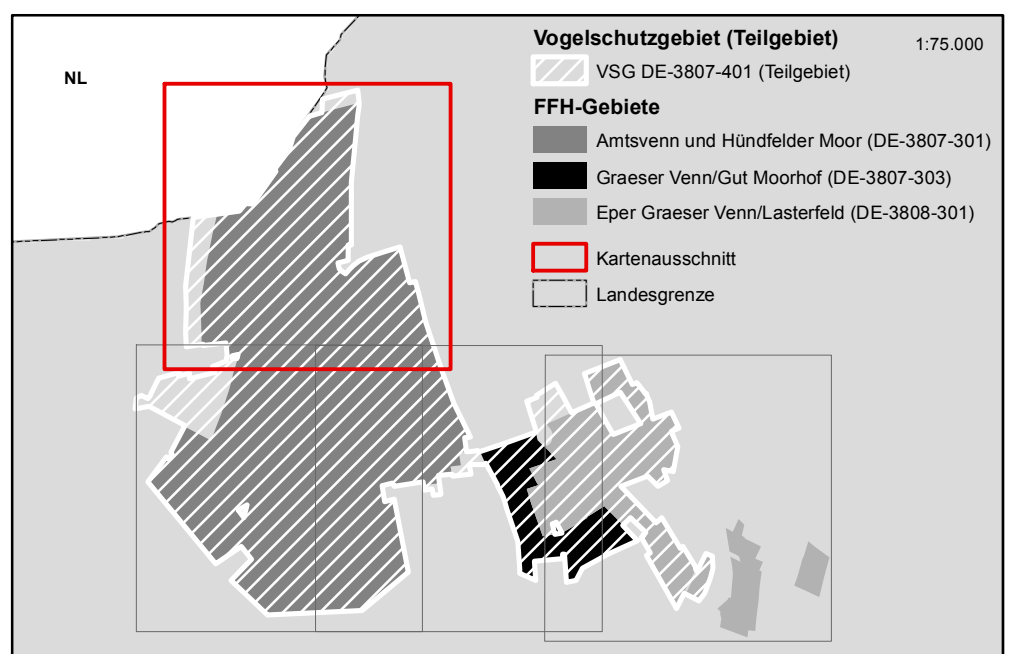 NL
Vogelschutzgebiet (Teilgebiet)
1:75.000
VSG DE-3807-401 (Teilgebiet)
FFH-Gebiete
Amtsvenn und Hündfelder Moor (DE-3807-301)
Graeser Venn/Gut Moorhof (DE-3807-303)
Eper Graeser Venn/Lasterfeld (DE-3808-301)
Kartenausschnitt
Landesgrenze